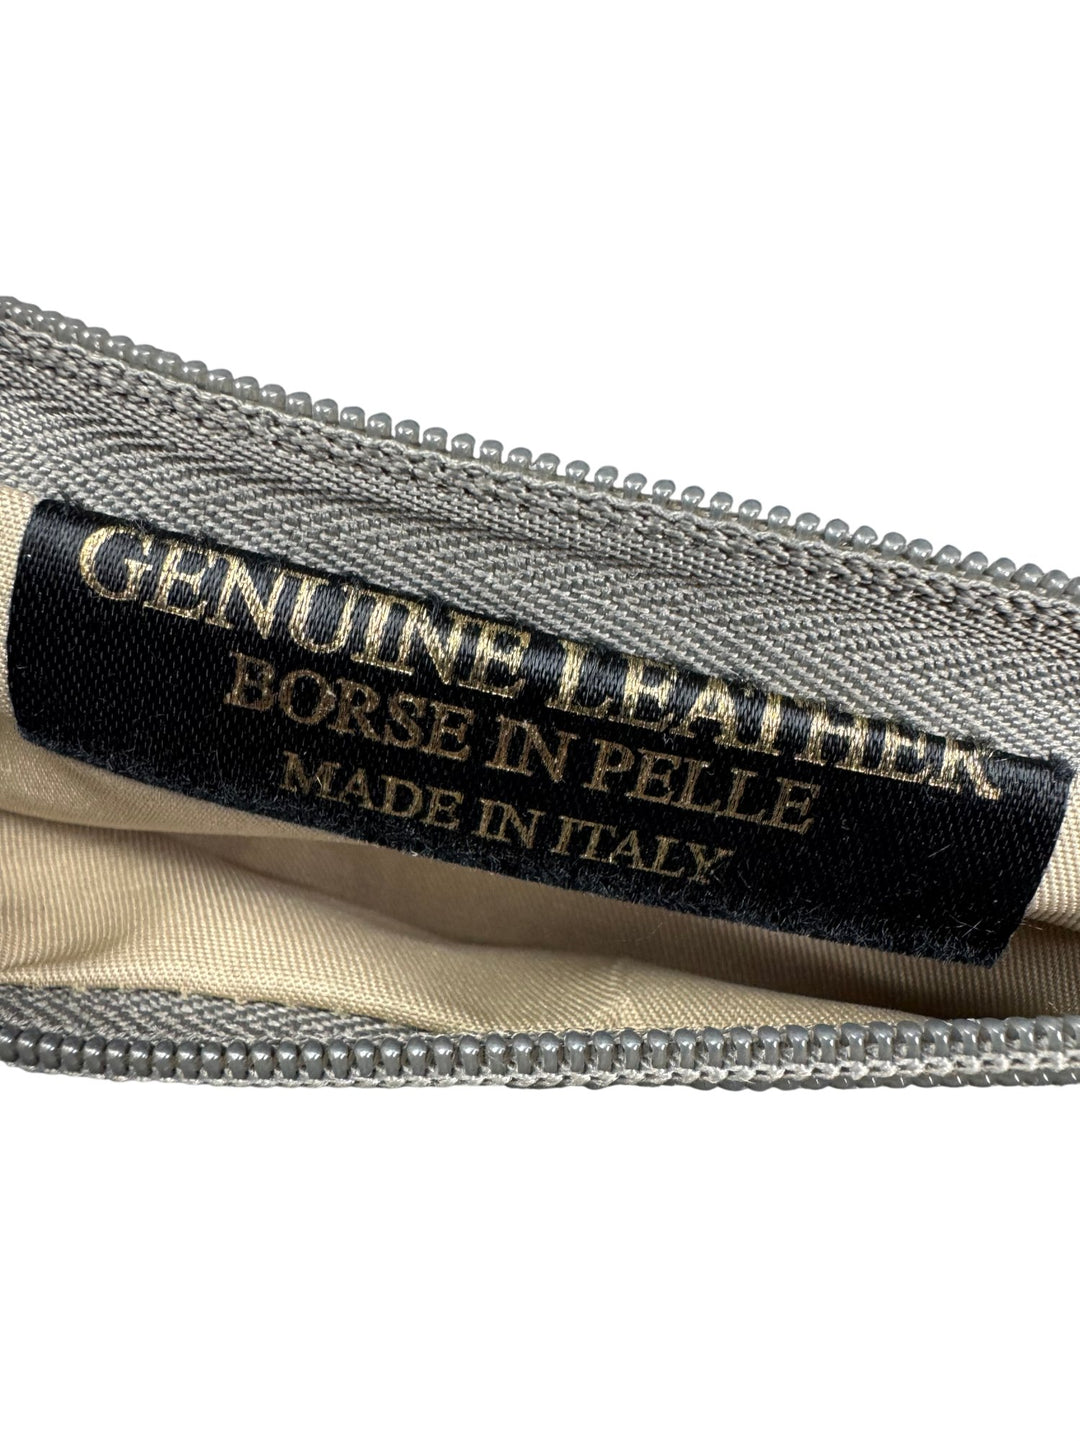 GENUINE LEATHER
BORSE IN PELLE
MADE IN ITALY